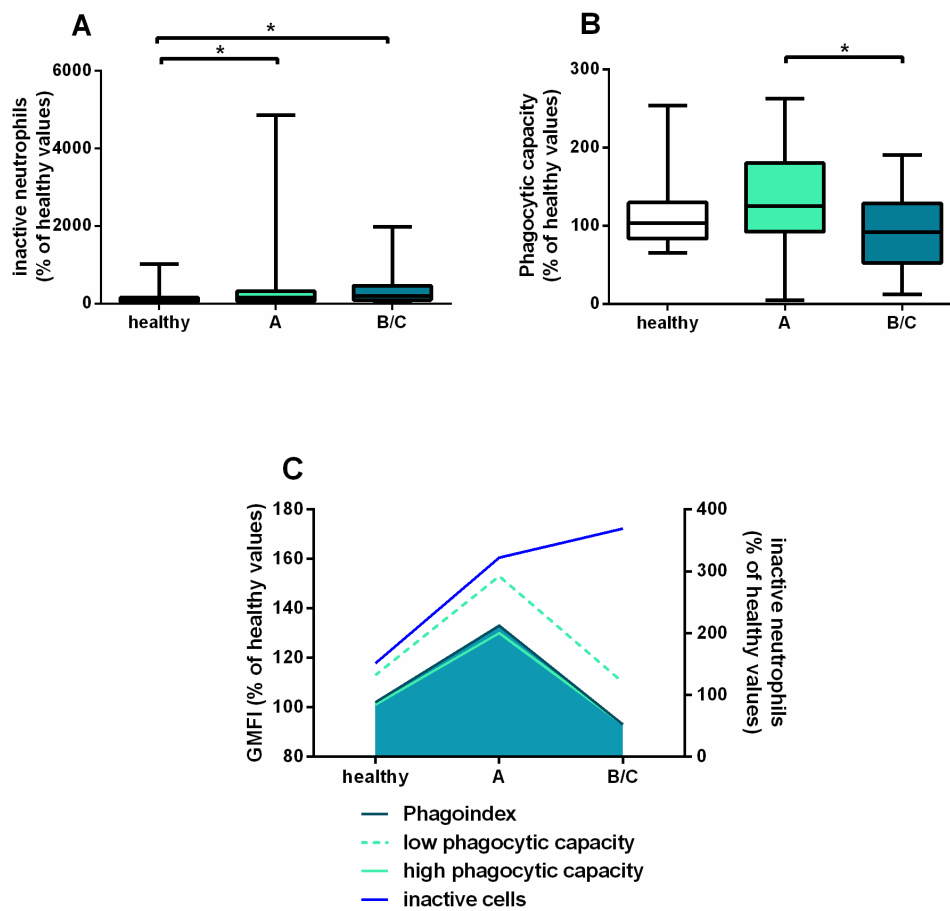 A
*
*
inactive neutrophils
(% of healthy values)
6000
4000
2000
0
healthy
A
B/C
B
*
Phagocytic capacity
(% of healthy values)
300
200
100
0
healthy
A
B/C
C
GMFI (% of healthy values)
180
160
140
120
100
80
400
300
200
100
0
inactive neutrophils
(% of healthy values)
healthy
A
B/C
Phagoindex
low phagocytic capacity
high phagocytic capacity
inactive cells